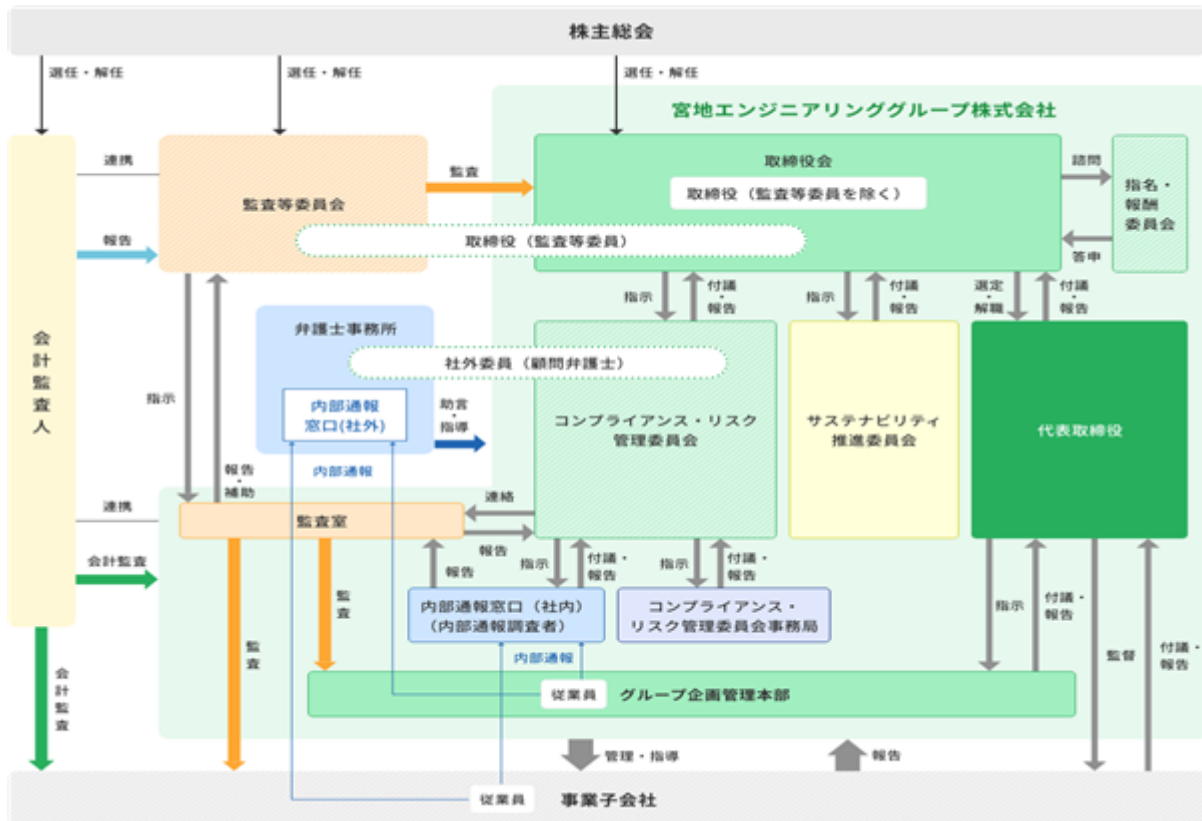 株主総会
選任・解任
選任・解任
選任・解任
宮地エンジニアリンググループ株式会社
会計監査人
連携
報告
監査等委員会
監査
取締役会
取締役（監査等委員を除く）
取締役（監査等委員）
諮問
答申
指名・
報酬
委員会
指示
付議・
報告
指示
付議・
報告
選定・
解職
付議・
報告
弁護士事務所
社外委員（顧問弁護士）
内部通報
窓口(社外)
助言・
指導
内部通報
コンプライアンス・リスク
管理委員会
サステナビリティ
推進委員会
代表取締役
指示
報告・
補助
連携
監査室
連絡
報告
会計監査
報告
指示
付議・
報告
指示
付議・
報告
内部通報窓口（社内）
（内部通報調査者）
コンプライアンス・
リスク管理委員会事務局
指示
付議・
報告
監督
付議・
報告
監査
監査
会計監査
内部通報
従業員
グループ企画管理本部
管理・指導
報告
従業員
事業子会社